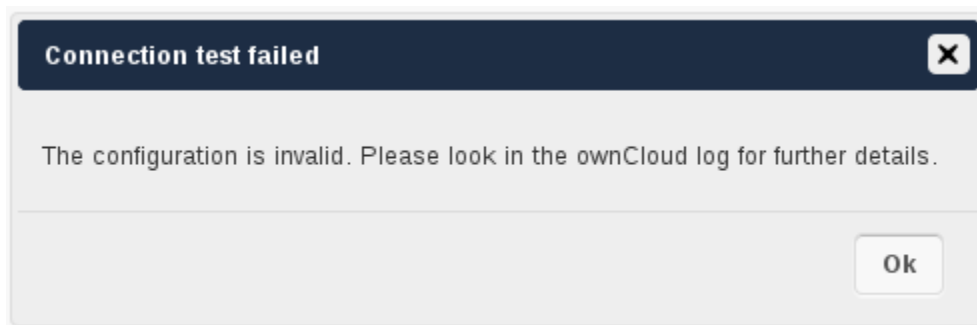 Connection test failed
The configuration is invalid. Please look in the ownCloud log for further details.
Ok